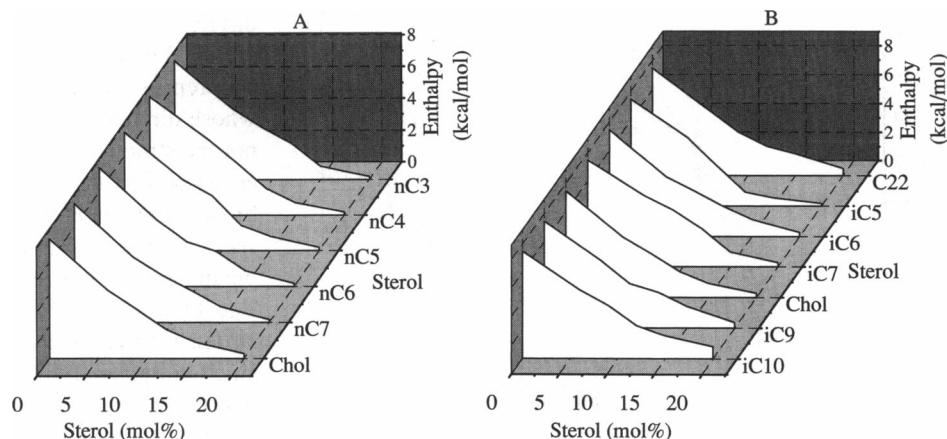 A
8
6
4
2
0
Enthalpy
(kcal/mol)
nC3
nC4
nC5
nC6
nC7
Chol
Sterol
0 5 10 15 20
Sterol (mol%)
B
8
6
4
2
0
Enthalpy
(kcal/mol)
C22
iC5
iC6
iC7
Chol
iC9
iC10
Sterol
0 5 10 15 20
Sterol (mol%)